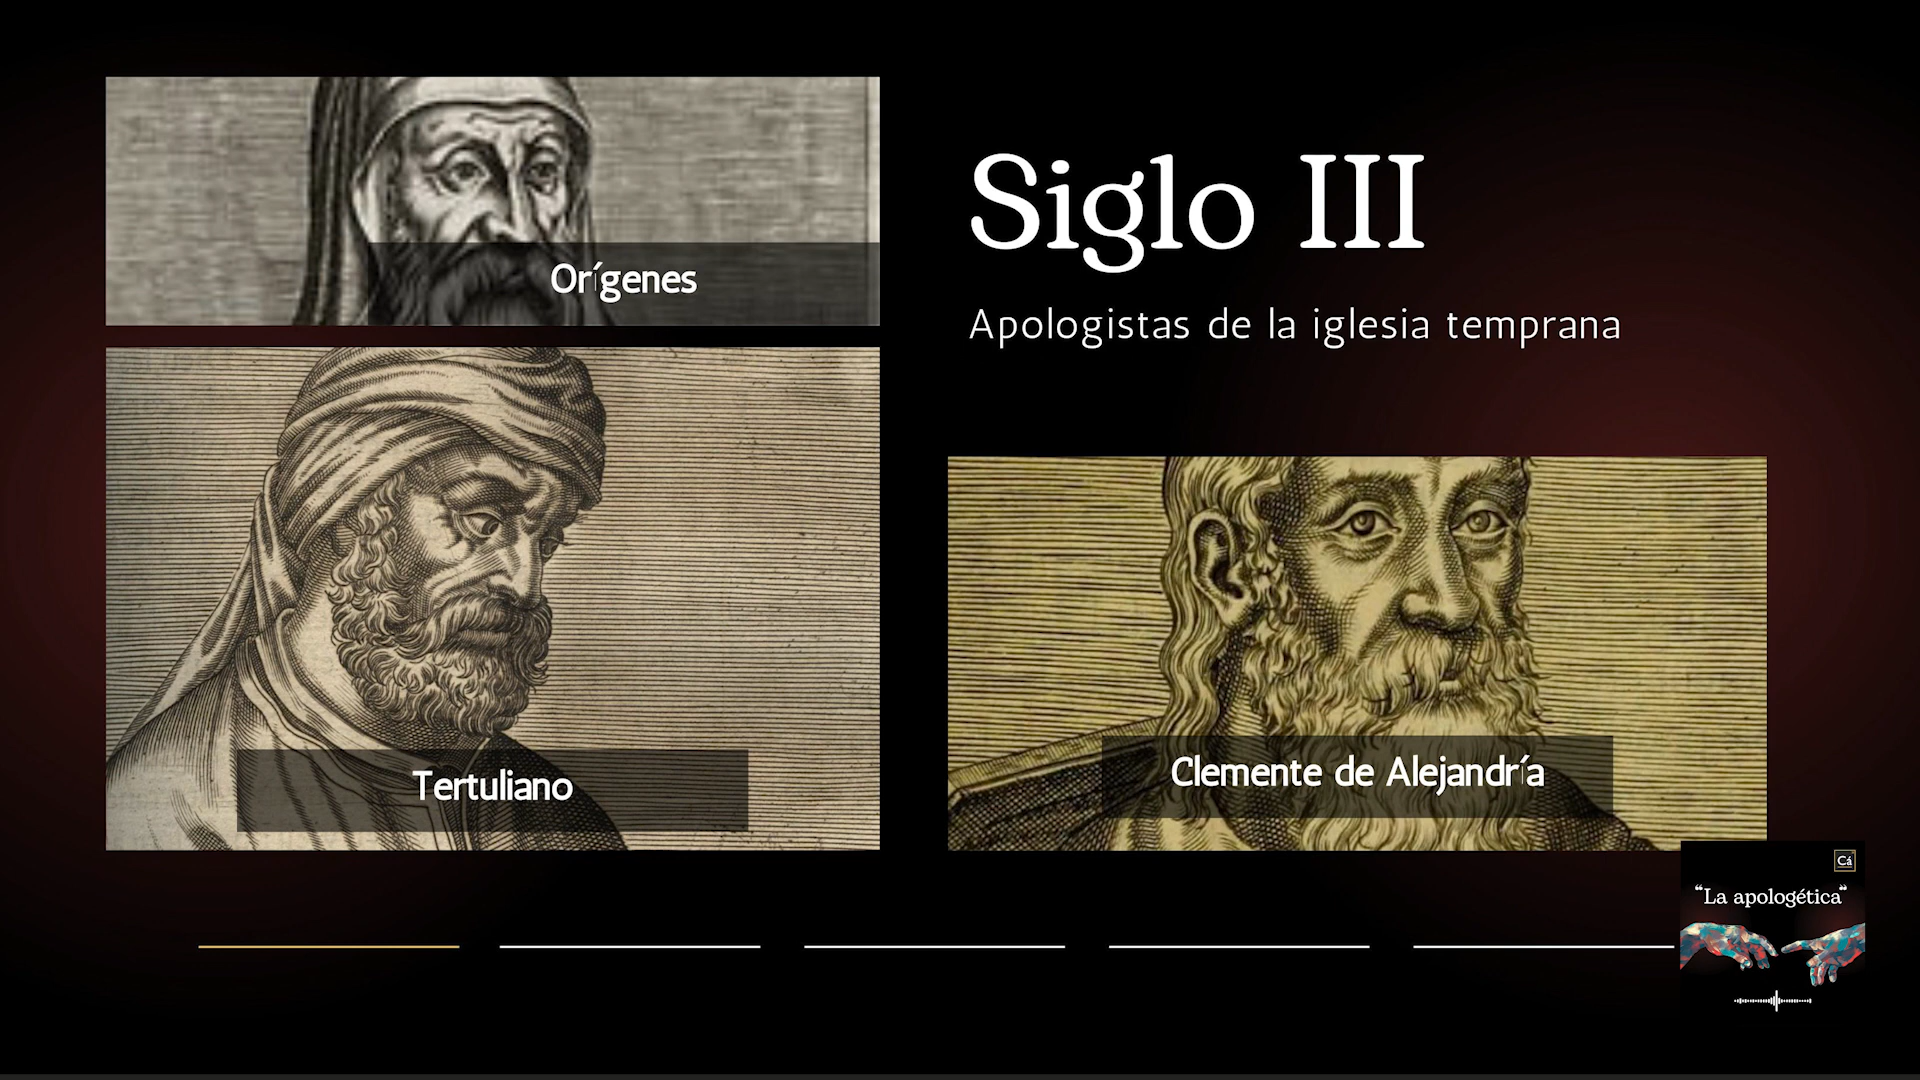 Orígenes
Siglo III
Apologistas de la iglesia temprana
Tertuliano
Clemente de Alejandría
Cá
“La apologética”